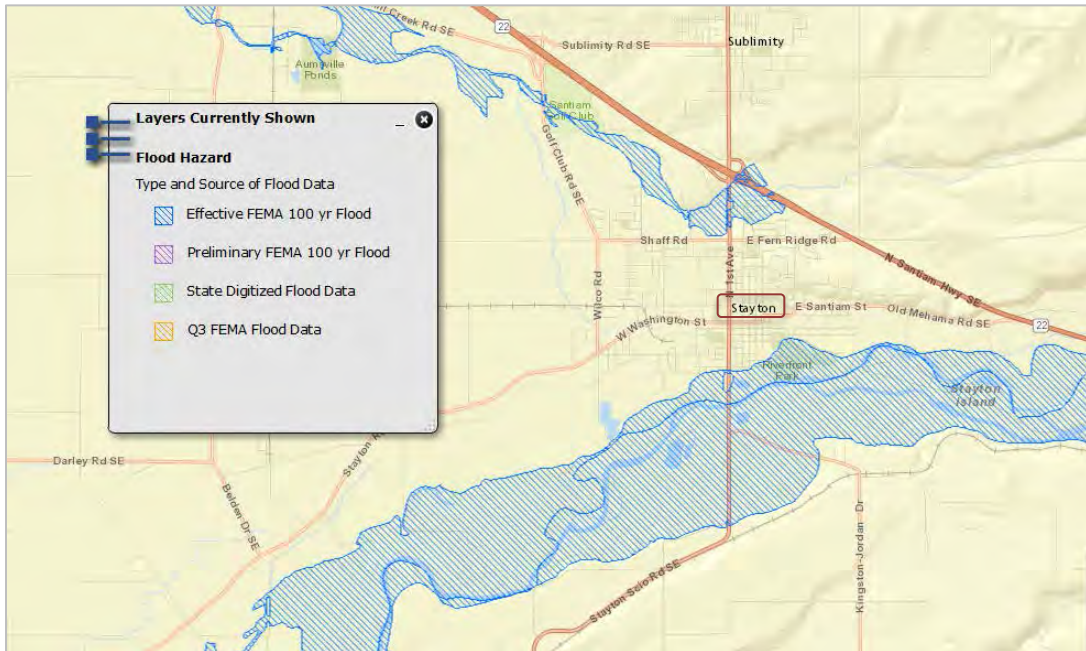 Mill Creek Rd SE
22
Sublimity Rd SE
Sublimity
Aumsville
Ponds
Santiam
Golf Club
Golf Club Rd SE
Layers Currently Shown
Flood Hazard
Type and Source of Flood Data
Effective FEMA 100 yr Flood
Preliminary FEMA 100 yr Flood
State Digitized Flood Data
Q3 FEMA Flood Data
Shaff Rd
E Fern Ridge Rd
N 1st Ave
N Santiam Hwy SE
Wilco Rd
Stayton
E Santiam St
Old Mehama Rd SE
22
W Washington St
Riverfront
Park
Stayton
Island
Darley Rd SE
Stayton
Belden Dr SE
Kingston-Jordan Dr
Stayton Scio Rd SE